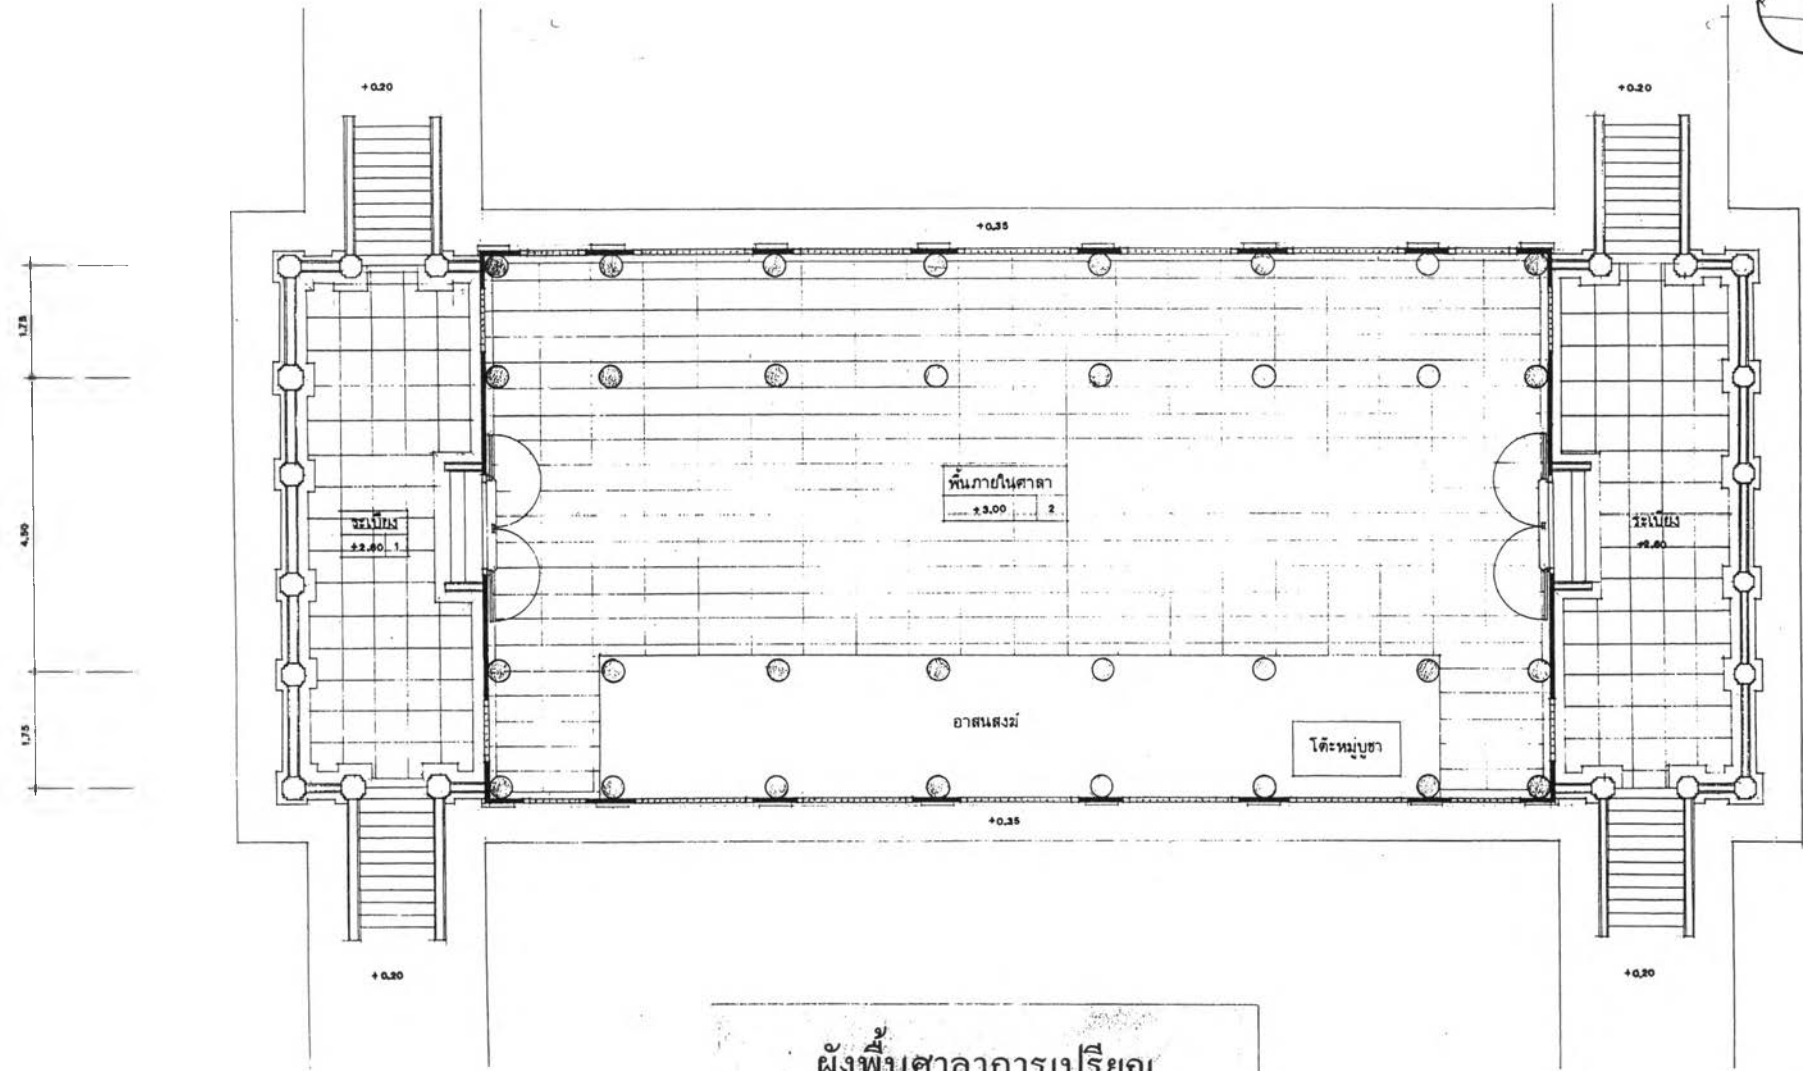 +0.20
+0.20
+0.35
1.75
4.50
1.75
พื้นภายในศาลา
+3.00 2
ระเบียง
+2.80 1
ระเบียง
+2.80
อาสนสงฆ์
โต๊ะหมู่บูชา
+0.35
+0.20
+0.20
ผังพื้นศาลาการเปรียญ